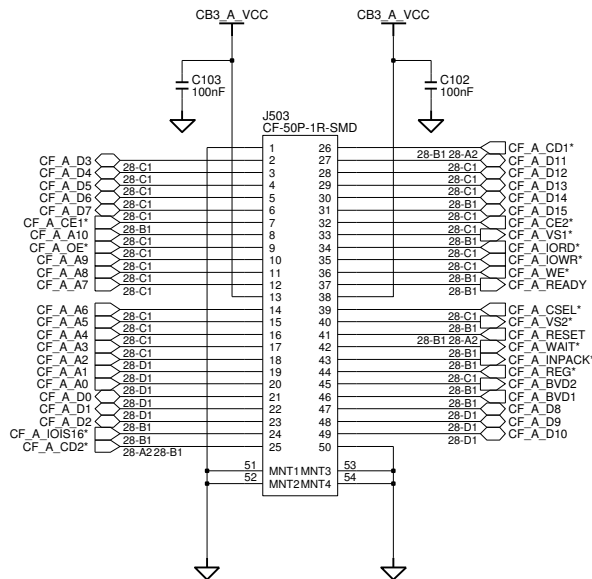 CB3_A_VCC CB3_A_VCC
C103
100nF
C102
100nF
J503
CF-50P-1R-SMD
1 26 CF_A_CD1*
28-B1 28-A2
CF_A_D3 2 27 CF_A_D11
28-C1 28-C1
CF_A_D4 3 28 CF_A_D12
28-C1 28-C1
CF_A_D5 4 29 CF_A_D13
28-C1 28-C1
CF_A_D6 5 30 CF_A_D14
28-C1 28-B1
CF_A_D7 6 31 CF_A_D15
28-C1 28-C1
CF_A_CE1* 7 32 CF_A_CE2*
28-B1 28-C1
CF_A_A10 8 33 CF_A_VS1*
28-C1 28-B1
CF_A_OE* 9 34 CF_A_IORD*
28-C1 28-C1
CF_A_A9 10 35 CF_A_IOWR*
28-C1 28-C1
CF_A_A8 11 36 CF_A_WE*
28-C1 28-B1
CF_A_A7 12 37 CF_A_READY
28-C1 28-B1
13 38
CF_A_A6 14 39 CF_A_CSEL*
28-C1 28-C1
CF_A_A5 15 40 CF_A_VS2*
28-C1 28-B1
CF_A_A4 16 41 CF_A_RESET
28-C1 28-B1 28-A2
CF_A_A3 17 42 CF_A_WAIT*
28-C1 28-B1
CF_A_A2 18 43 CF_A_INPACK*
28-D1 28-B1
CF_A_A1 19 44 CF_A_REG*
28-D1 28-C1
CF_A_A0 20 45 CF_A_BVD2
28-D1 28-B1
CF_A_D0 21 46 CF_A_BVD1
28-D1 28-B1
CF_A_D1 22 47 CF_A_D8
28-D1 28-D1
CF_A_D2 23 48 CF_A_D9
28-B1 28-D1
CF_A_IOIS16* 24 49 CF_A_D10
28-B1 28-D1
CF_A_CD2* 25 50
28-A2 28-B1
51 MNT1 MNT3 53
52 MNT2 MNT4 54